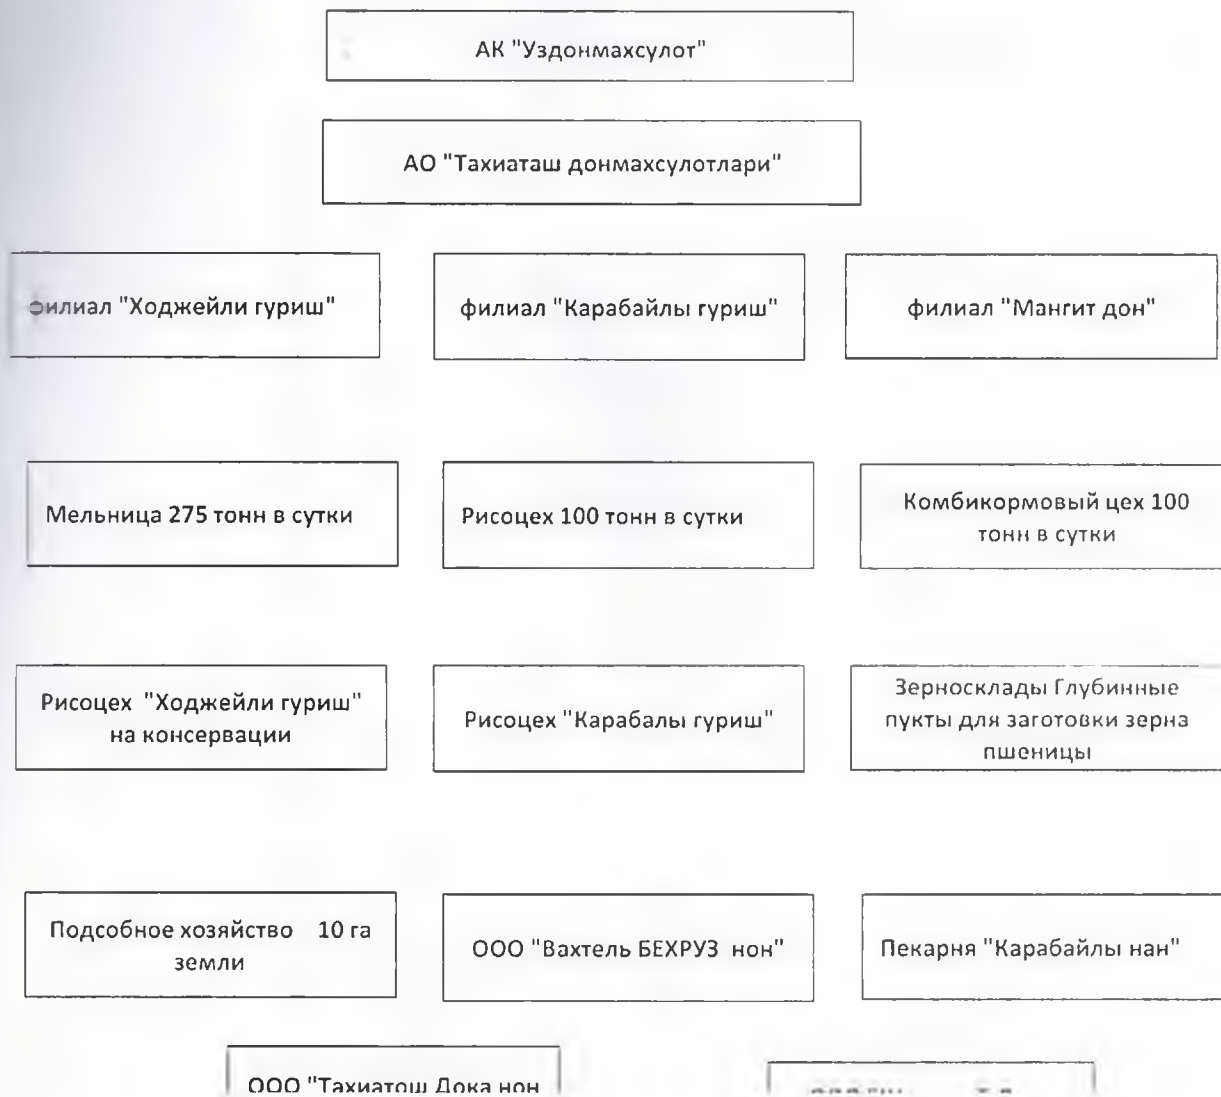 АК "Уздонмахсулот"
АО "Тахиаташ донмахсулотлари"
филиал "Ходжейли гуриш"
филиал "Карабайлы гуриш"
филиал "Мангит дон"
Мельница 275 тонн в сутки
Рисоцех 100 тонн в сутки
Комбикормовый цех 100
тонн в сутки
Рисоцех "Ходжейли гуриш"
на консервации
Рисоцех "Карабалы гуриш"
Зерносклады Глубинные
пукты для заготовки зерна
пшеницы
Подсобное хозяйство 10 га
земли
ООО "Вахтель БЕХРУЗ нон"
Пекарня "Карабайлы нан"
ООО "Тахиатош Дока нон